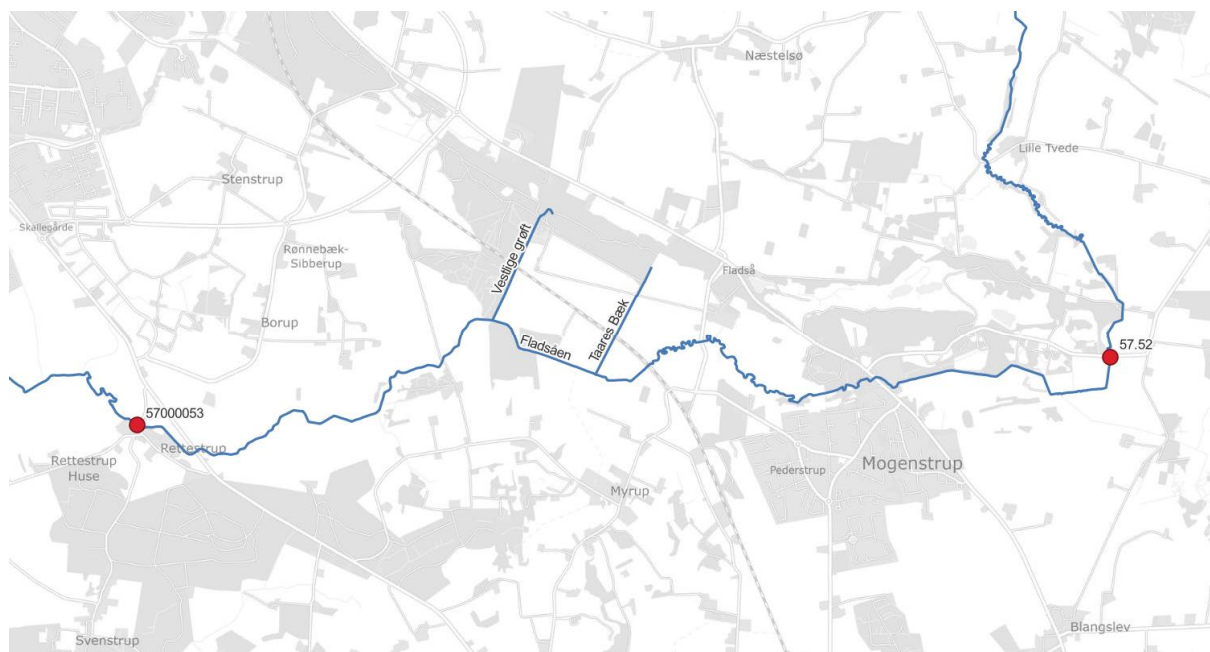 Næstelsø
Lille Tvede
Stenstrup
Skallegårde
Rønnebæk-
Sibberup
Vestlige grøft
Fladså
Borup
Fladsåen
Taares Bæk
57.52
57000053
Rettestrup
Rettestrup
Huse
Pederstrup
Mogenstrup
Myrup
Svenstrup
Blangslev